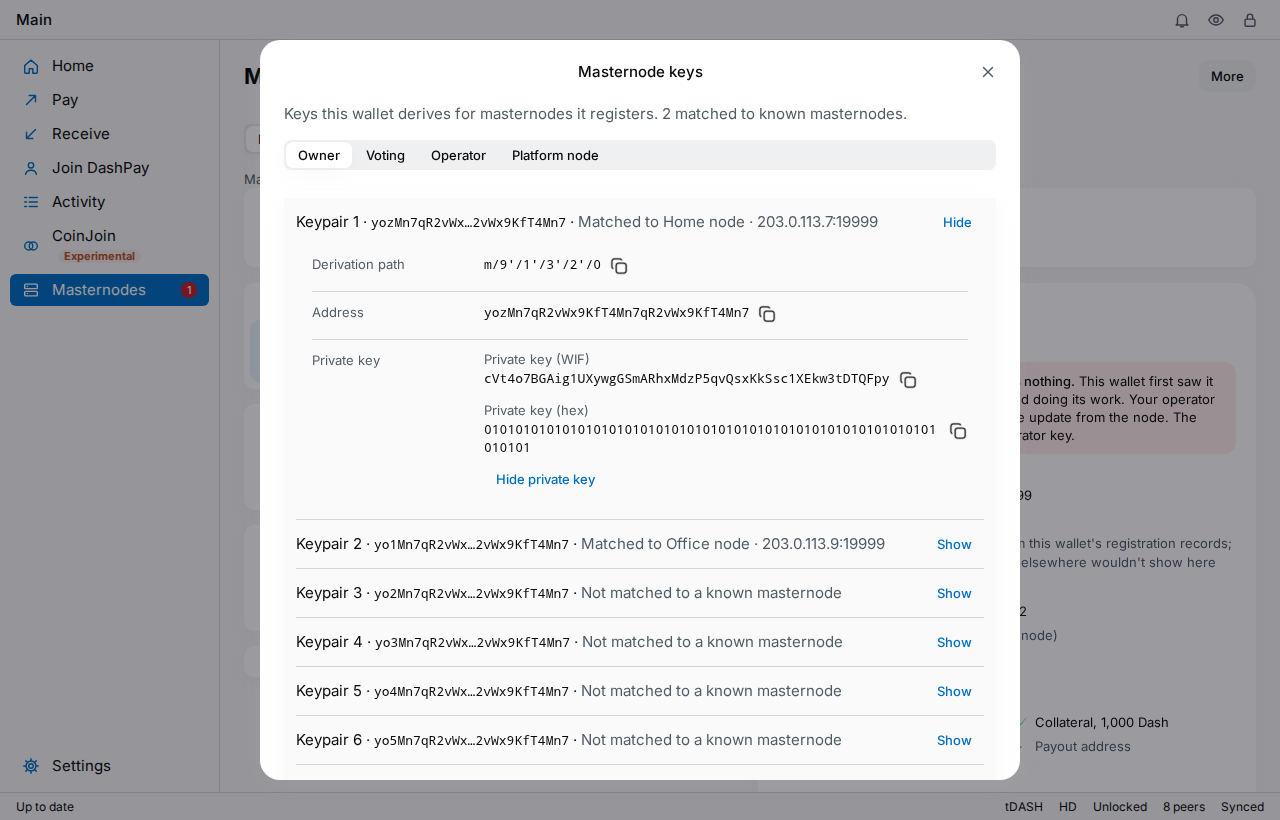 Main
Home
Pay
Receive
Join DashPay
Activity
CoinJoin
Experimental
Masternodes 1
Settings
More
Masternode keys
Keys this wallet derives for masternodes it registers. 2 matched to known masternodes.
Owner Voting Operator Platform node
Keypair 1 · yozMn7qR2vWx…2vWx9KfT4Mn7 · Matched to Home node · 203.0.113.7:19999 Hide
Derivation path m/9'/1'/3'/2'/0
Address yozMn7qR2vWx9KfT4Mn7qR2vWx9KfT4Mn7
Private key Private key (WIF)
cVt4o7BGAig1UXywgGSmARhxMdzP5qvQsxKkSsc1XEkw3tDTQFpy
Private key (hex)
0101010101010101010101010101010101010101010101010101010101
010101
Hide private key
Keypair 2 · yo1Mn7qR2vWx…2vWx9KfT4Mn7 · Matched to Office node · 203.0.113.9:19999 Show
Keypair 3 · yo2Mn7qR2vWx…2vWx9KfT4Mn7 · Not matched to a known masternode Show
Keypair 4 · yo3Mn7qR2vWx…2vWx9KfT4Mn7 · Not matched to a known masternode Show
Keypair 5 · yo4Mn7qR2vWx…2vWx9KfT4Mn7 · Not matched to a known masternode Show
Keypair 6 · yo5Mn7qR2vWx…2vWx9KfT4Mn7 · Not matched to a known masternode Show
nothing. This wallet first saw it
doing its work. Your operator
update from the node. The
key.
this wallet's registration records;
elsewhere wouldn't show here
node)
Collateral, 1,000 Dash
Payout address
Up to date
tDASH HD Unlocked 8 peers Synced